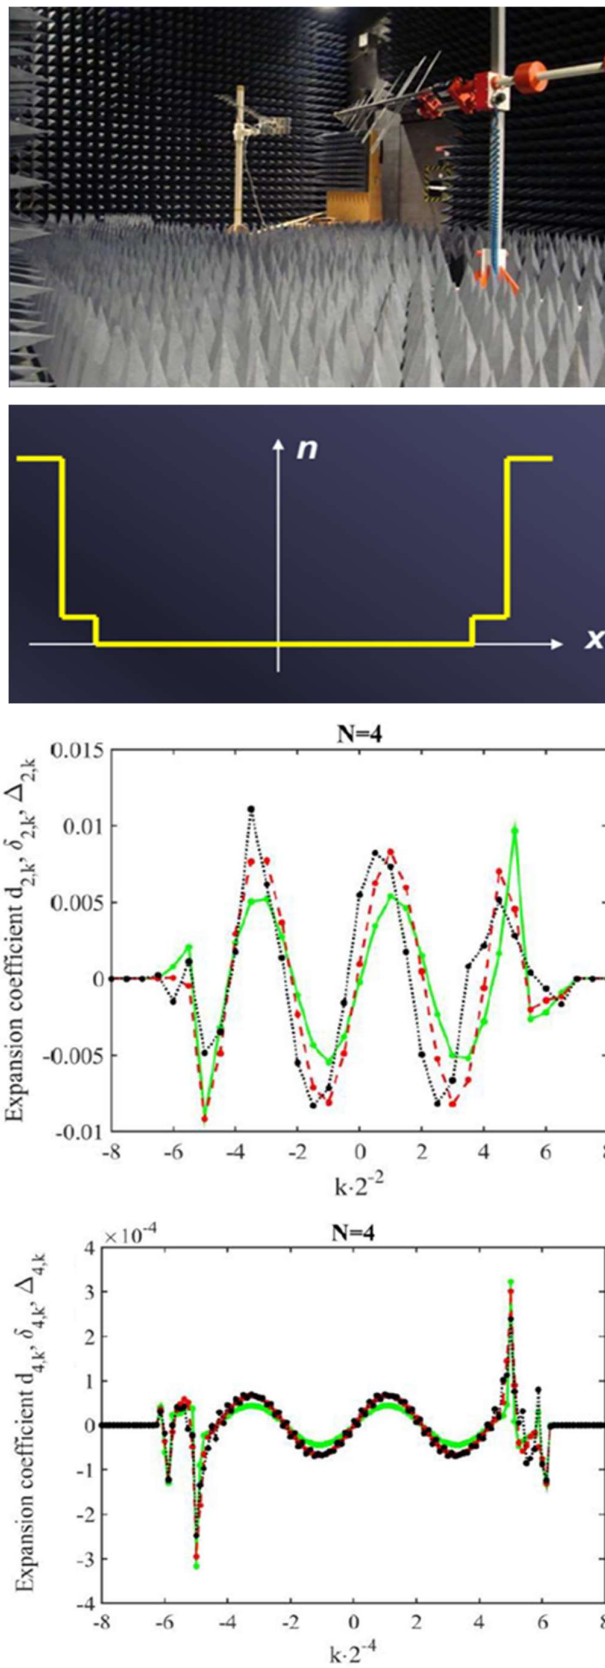 n
x
N=4
Expansion coefficient d₂,ₖ, δ₂,ₖ, Δ₂,ₖ
0.015
0.01
0.005
0
-0.005
-0.01
-8 -6 -4 -2 0 2 4 6 8
k·2⁻²
N=4
×10⁻⁴
Expansion coefficient d₄,ₖ, δ₄,ₖ, Δ₄,ₖ
4
3
2
1
0
-1
-2
-3
-4
-8 -6 -4 -2 0 2 4 6 8
k·2⁻⁴